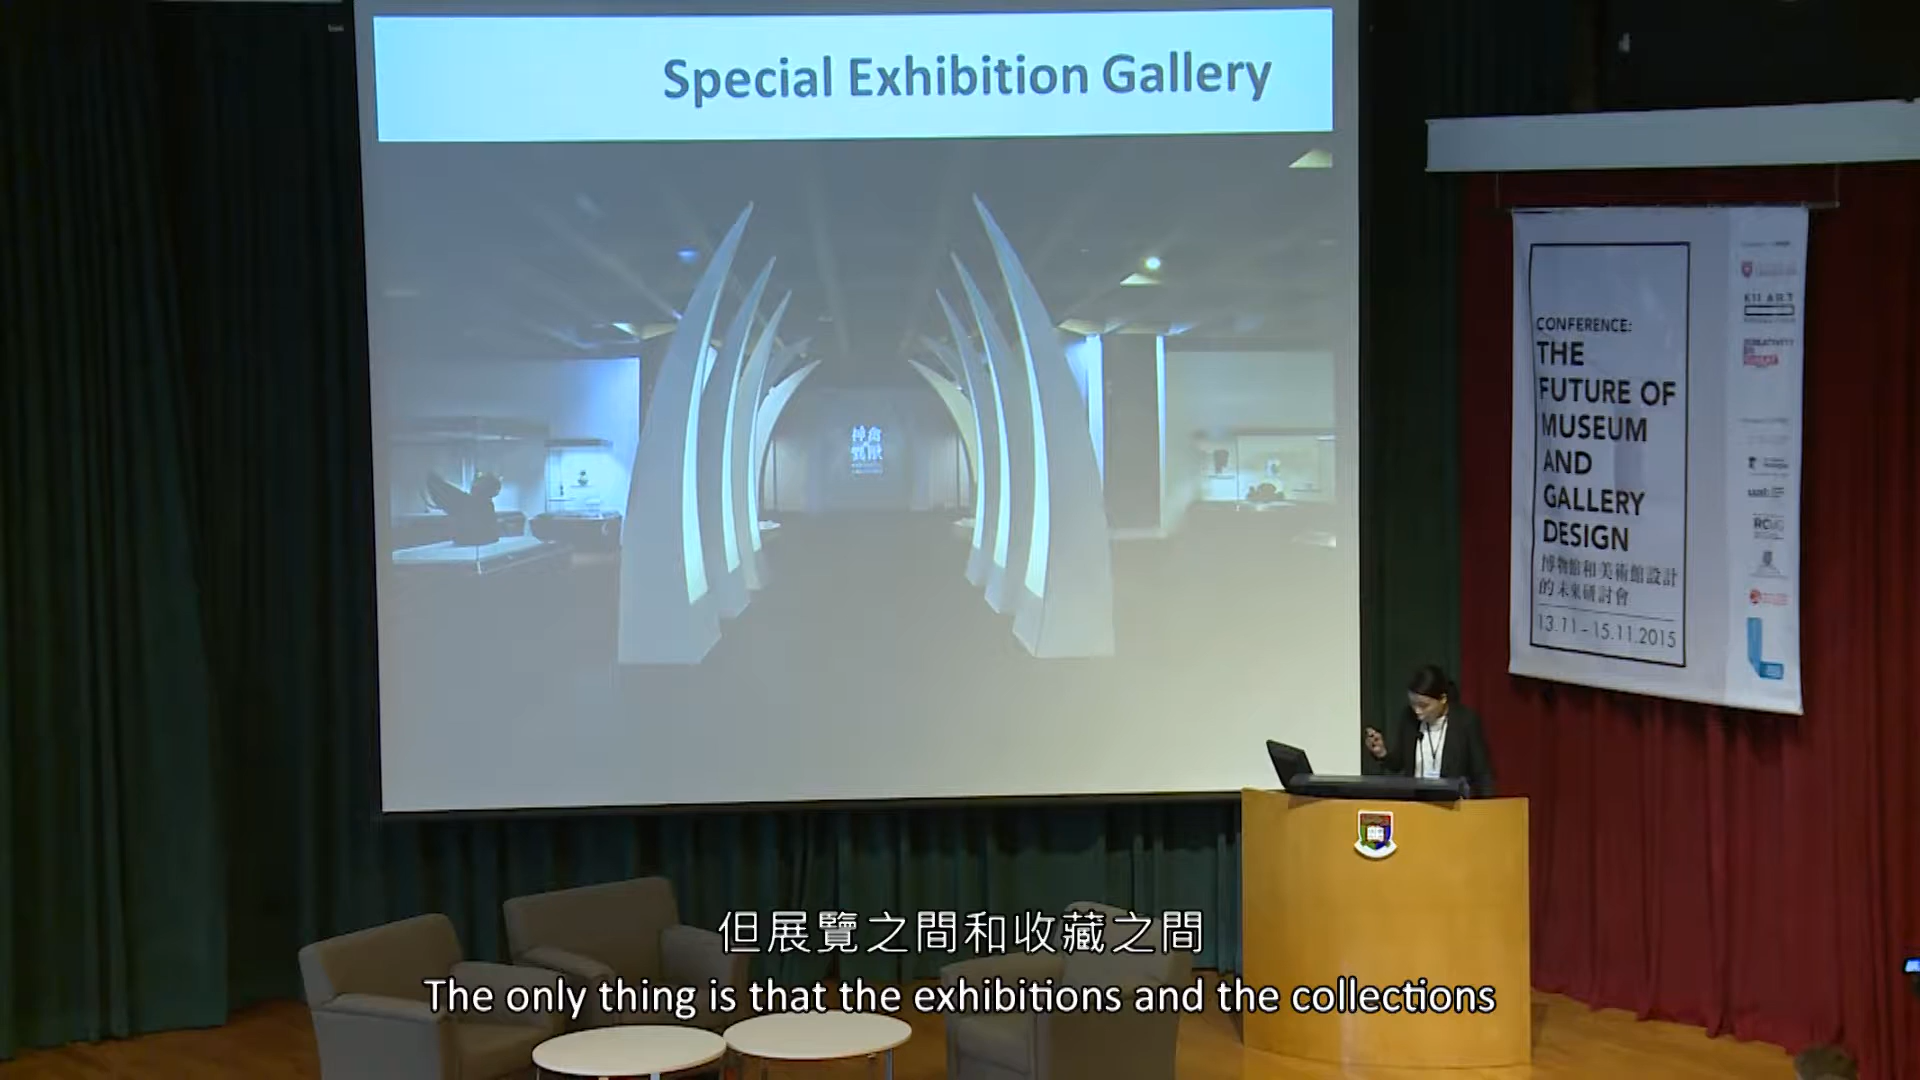 Special Exhibition Gallery
CONFERENCE:
THE
FUTURE OF
MUSEUM
AND
GALLERY
DESIGN
博物館和美術館設計
的未來研討會
13.11 - 15.11.2015
但展覽之間和收藏之間
The only thing is that the exhibitions and the collections